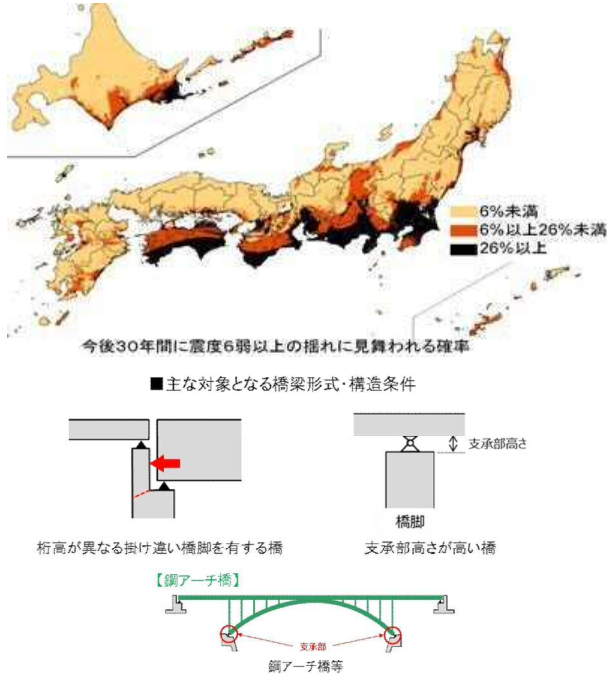 6%未満
6%以上26%未満
26%以上
今後30年間に震度6弱以上の揺れに見舞われる確率
■主な対象となる橋梁形式・構造条件
支承部高さ
橋脚
桁高が異なる掛け違い橋脚を有する橋
支承部高さが高い橋
【鋼アーチ橋】
支承部
鋼アーチ橋等